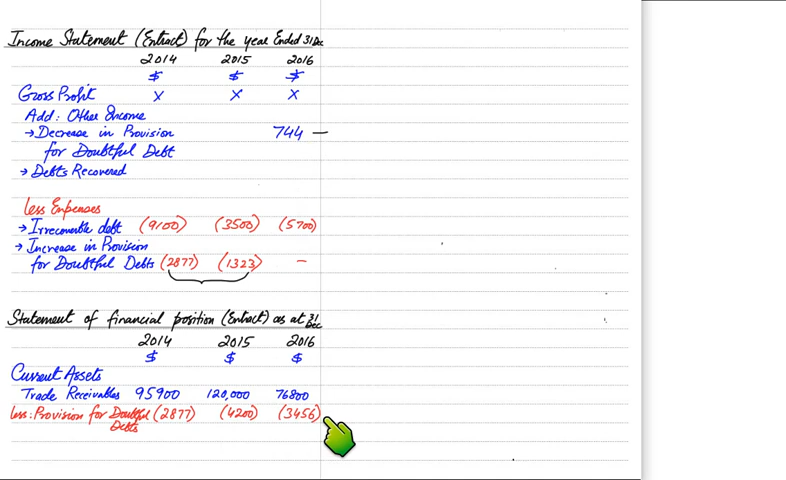 Income Statement (Extract) for the year Ended 31 Dec
2014 2015 2016
$ $ $
Gross Profit X X X
Add: Other Income
→ Decrease in Provision 744 —
for Doubtful Debt
→ Debts Recovered
less Expenses
→ Irrecoverable debt (9100) (3500) (5700)
→ Increase in Provision
for Doubtful Debts (2877) (1323) —
Statement of financial position (Extract) as at 31 Dec
2014 2015 2016
$ $ $
Current Assets
Trade Receivables 95900 120,000 76800
less: Provision for Doubtful (2877) (4200) (3456)
Debts